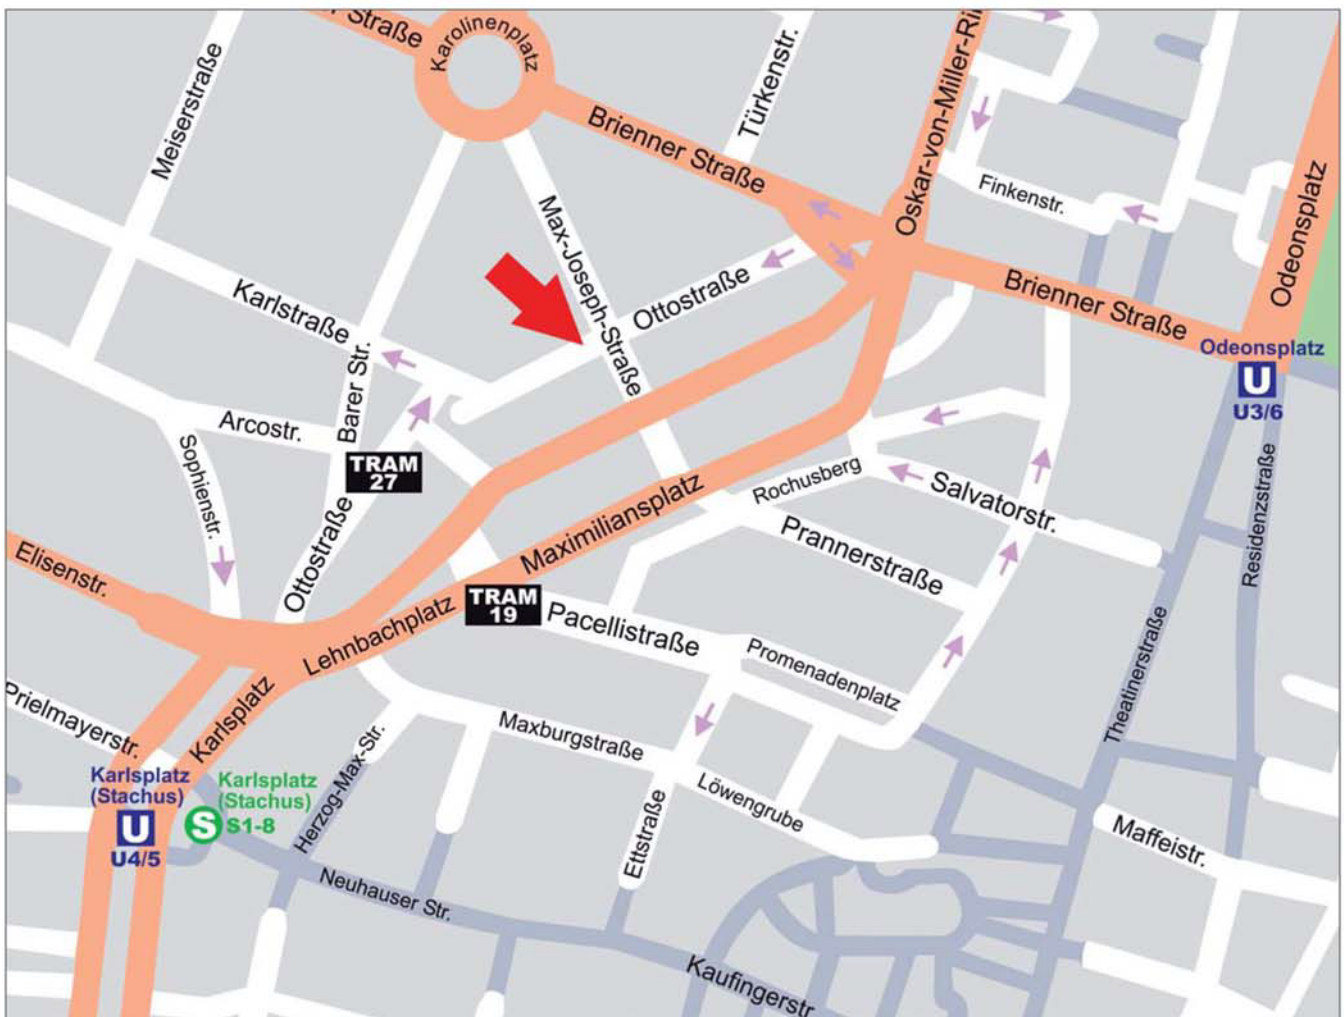 r Straße
Karolinenplatz
Meiserstraße
Türkenstr.
Oskar-von-Miller-Ri
Brienner Straße
Finkenstr.
Odeonsplatz
Max-Joseph-Straße
Ottostraße
Brienner Straße
Karlstraße
Odeonsplatz
U
U3/6
Barer Str.
Arcostr.
Sophienstr.
TRAM
27
Rochusberg
Salvatorstr.
Residenzstraße
Maximiliansplatz
Prannerstraße
Ottostraße
Elisenstr.
TRAM
19
Pacellistraße
Lehnbachplatz
Promenadenplatz
Theatinerstraße
Karlsplatz
Prielmayerstr.
Maxburgstraße
Herzog-Max-Str.
Löwengrube
Karlsplatz
(Stachus)
U
U4/5
Karlsplatz
(Stachus)
S
S1-8
Ettstraße
Maffeistr.
Neuhauser Str.
Kaufingerstr